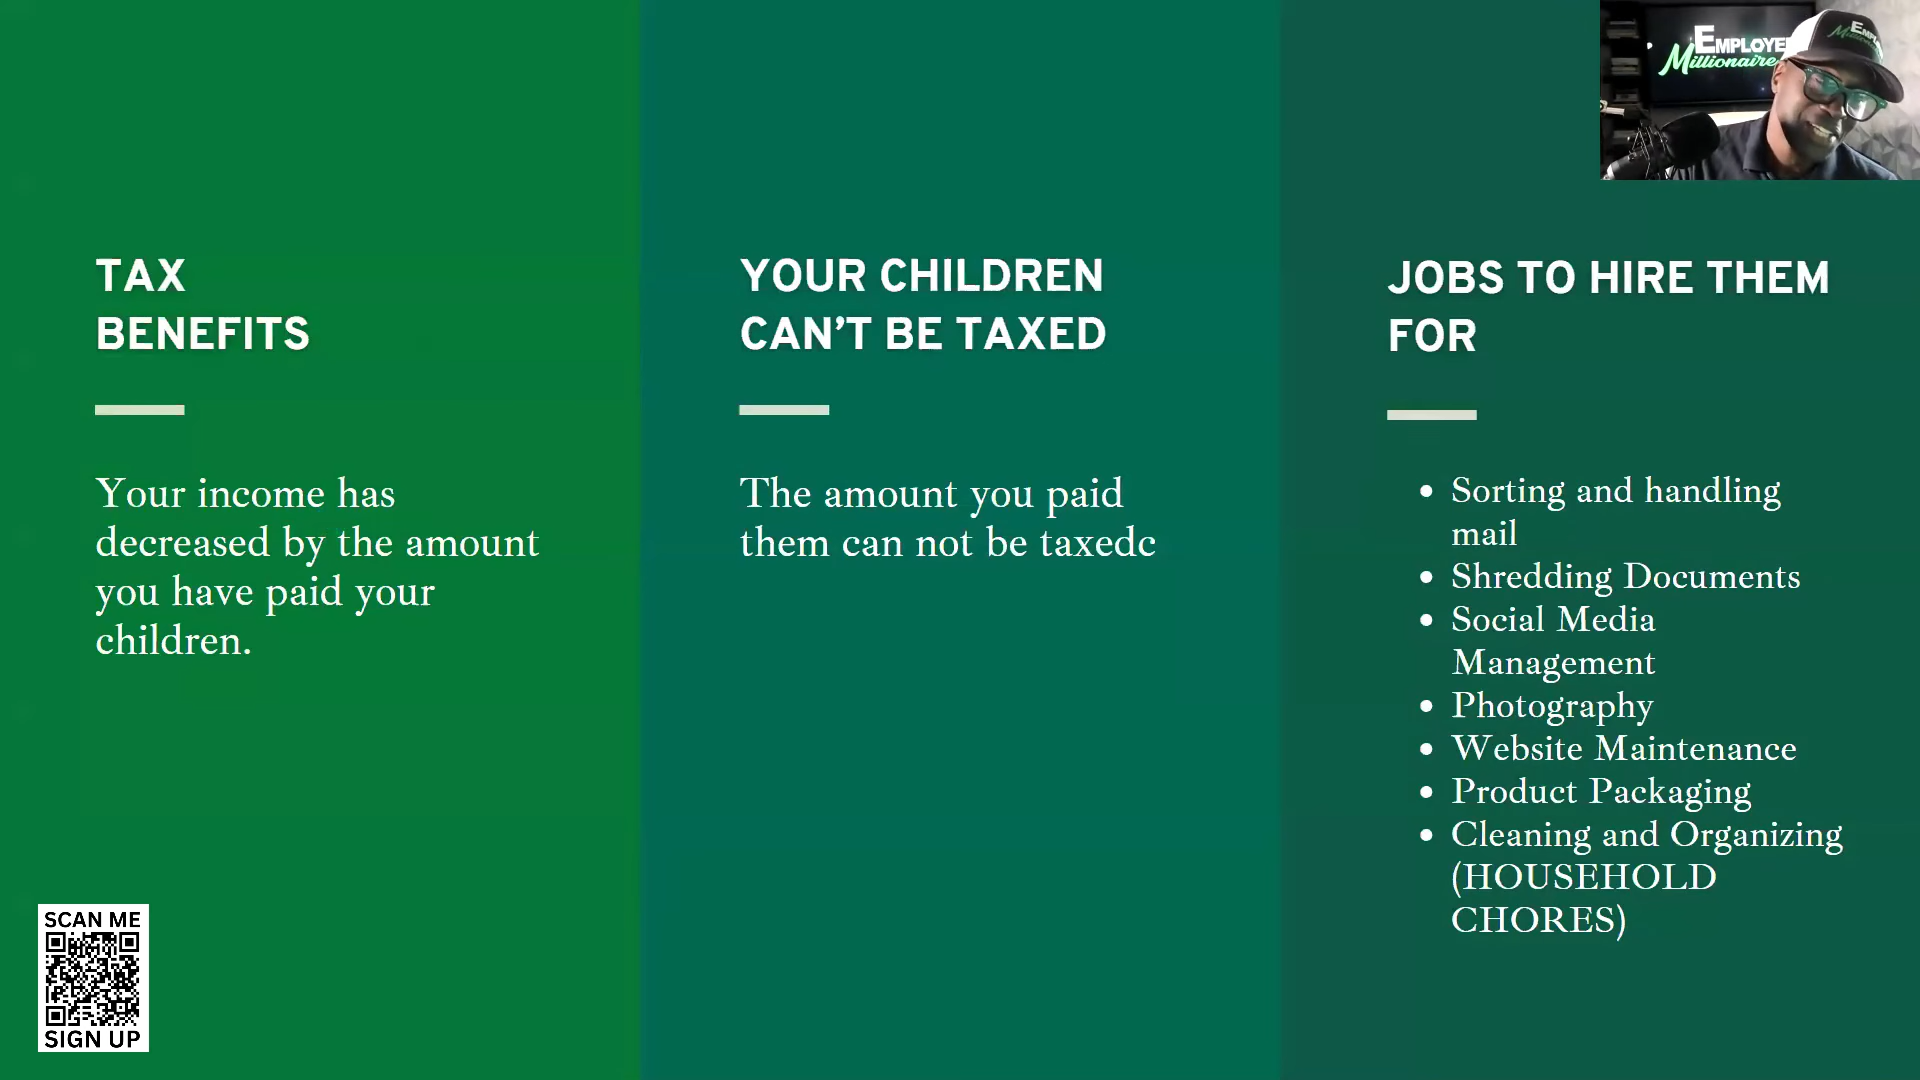 EMPLOYE
Millionaire
TAX
BENEFITS
Your income has
decreased by the amount
you have paid your
children.
YOUR CHILDREN
CAN’T BE TAXED
The amount you paid
them can not be taxedc
JOBS TO HIRE THEM
FOR
• Sorting and handling
mail
• Shredding Documents
• Social Media
Management
• Photography
• Website Maintenance
• Product Packaging
• Cleaning and Organizing
(HOUSEHOLD
CHORES)
SCAN ME
SIGN UP